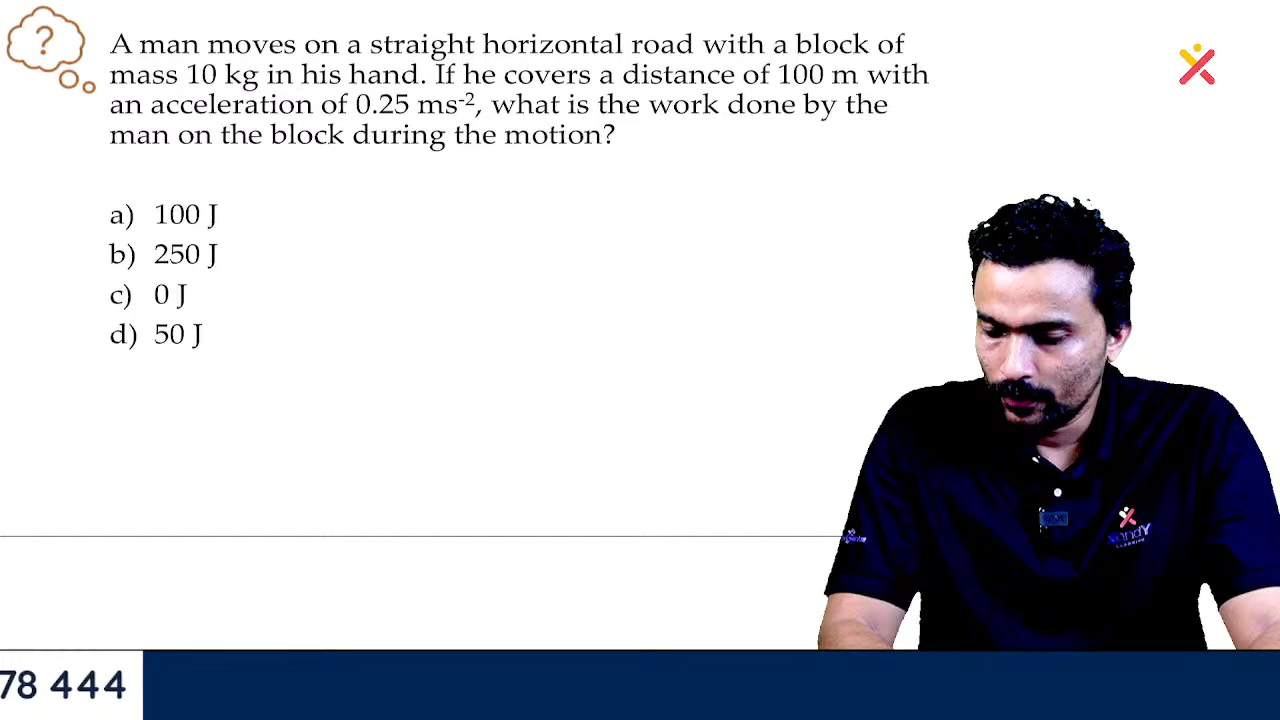 ?
A man moves on a straight horizontal road with a block of
mass 10 kg in his hand. If he covers a distance of 100 m with
an acceleration of 0.25 ms⁻², what is the work done by the
man on the block during the motion?
a) 100 J
b) 250 J
c) 0 J
d) 50 J
xandY
LEARNING
78 444